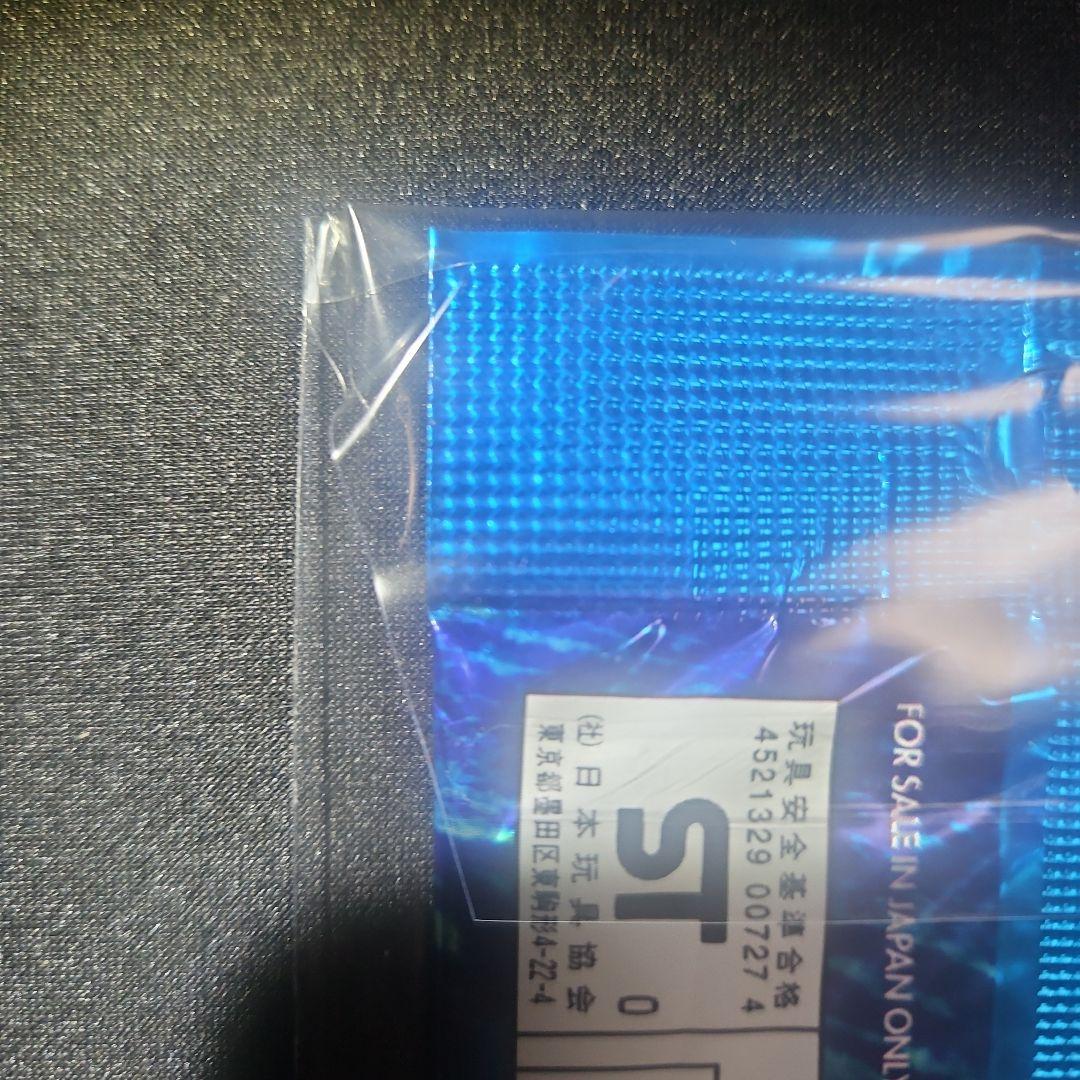 FOR SALE IN JAPAN ONLY
玩具安全基準合格
4521329 00727 4
ST
0
(社)日本玩具協会
東京都墨田区東駒形4-22-4